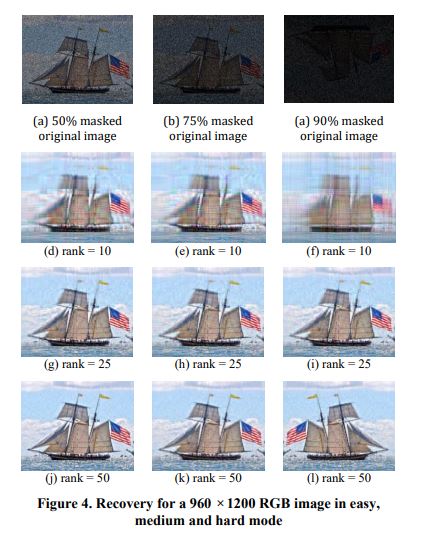 (a) 50% masked
original image
(b) 75% masked
original image
(a) 90% masked
original image
(d) rank = 10
(e) rank = 10
(f) rank = 10
(g) rank = 25
(h) rank = 25
(i) rank = 25
(j) rank = 50
(k) rank = 50
(l) rank = 50
Figure 4. Recovery for a 960 × 1200 RGB image in easy,
medium and hard mode